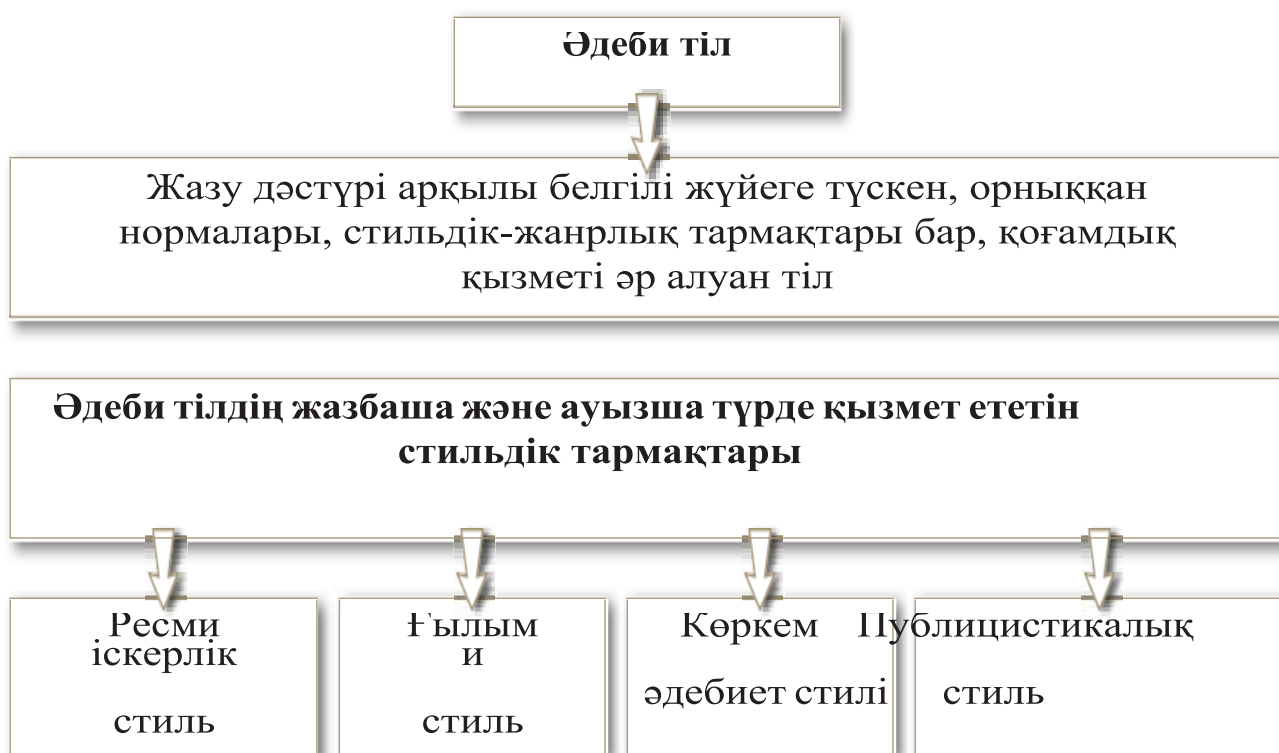 Әдеби тіл
Жазу дәстүрі арқылы белгілі жүйеге түскен, орныққан
нормалары, стильдік-жанрлық тармақтары бар, қоғамдық
қызметі әр алуан тіл
Әдеби тілдің жазбаша және ауызша түрде қызмет ететін
стильдік тармақтары
Ресми
іскерлік
стиль
Ғылым
и
стиль
Көркем
әдебиет стилі
Публицистикалық
стиль